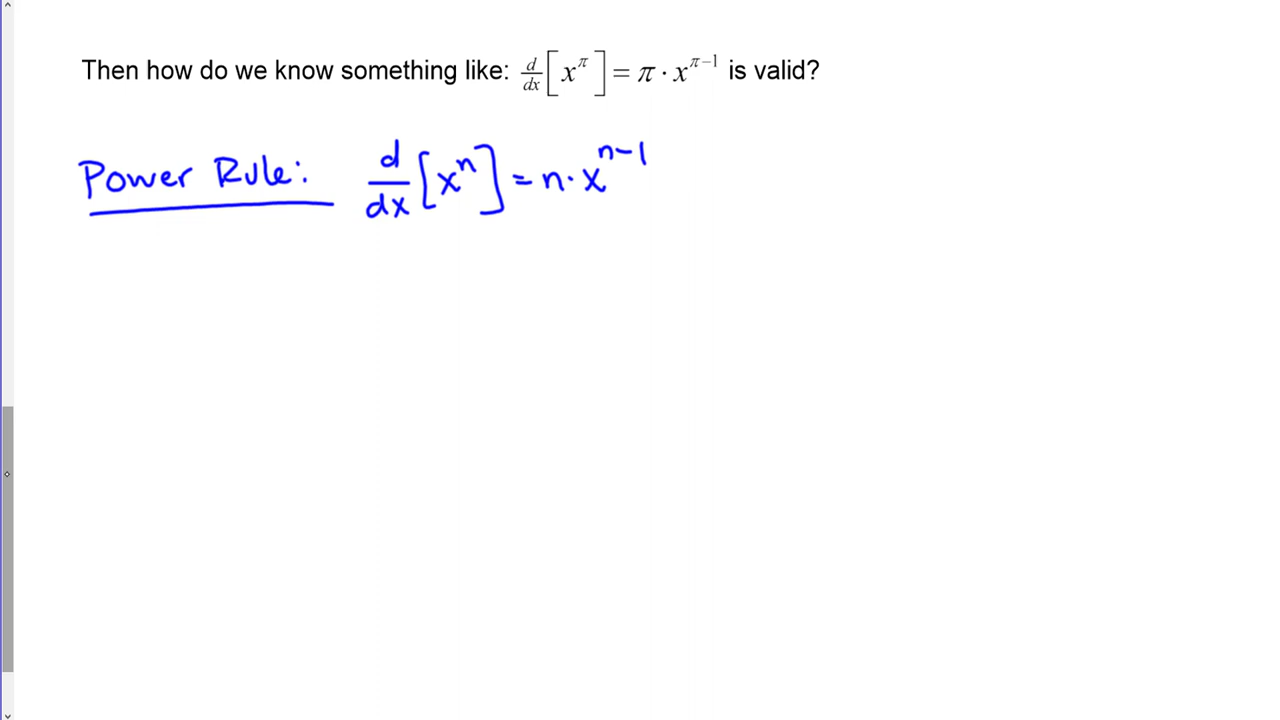 Then how do we know something like: d/dx[x^π] = π · x^(π−1) is valid?
Power Rule: d/dx[x^n] = n · x^(n−1)